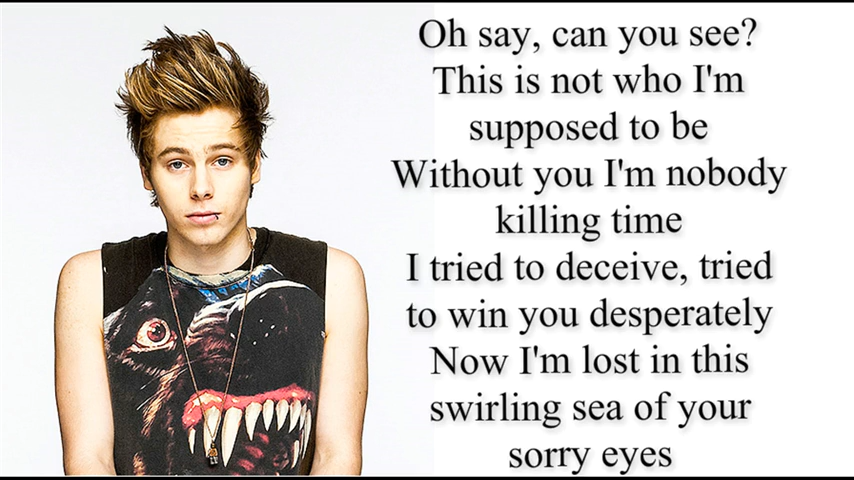 Oh say, can you see?
This is not who I'm
supposed to be
Without you I'm nobody
killing time
I tried to deceive, tried
to win you desperately
Now I'm lost in this
swirling sea of your
sorry eyes